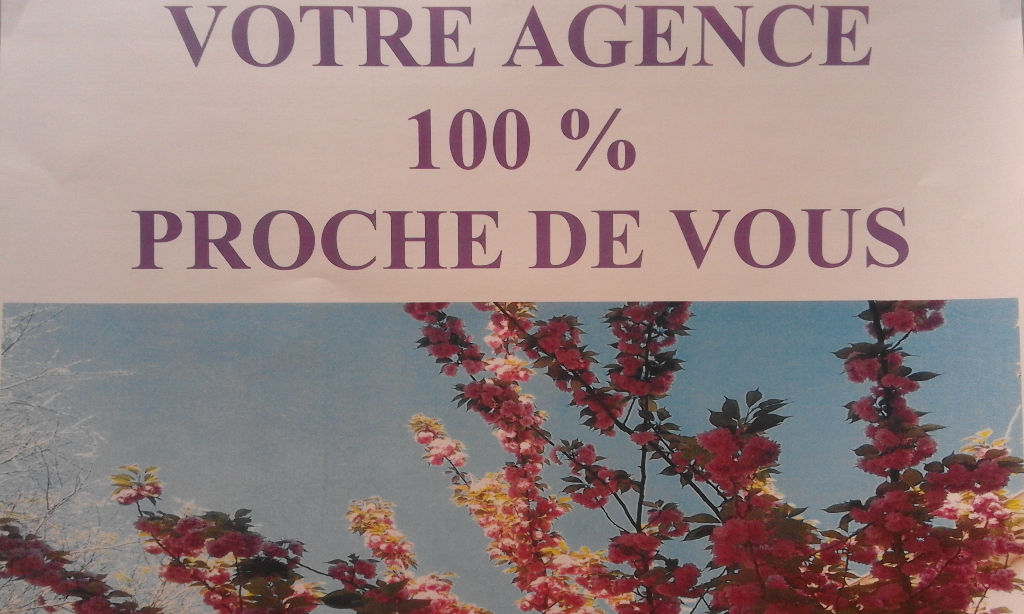 VOTRE AGENCE
100 %
PROCHE DE VOUS